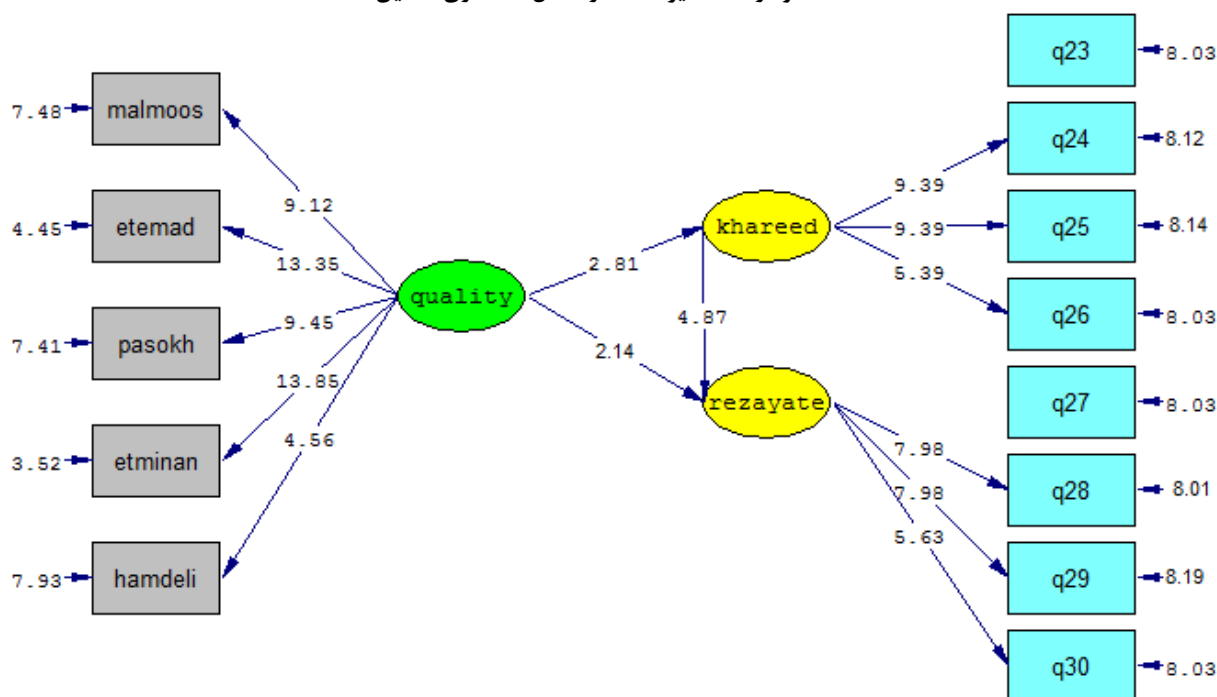 7.48
malmoos
4.45
etemad
7.41
pasokh
3.52
etminan
7.93
hamdeli
9.12
13.35
9.45
13.85
4.56
quality
2.81
2.14
khareed
4.87
rezayate
9.39
9.39
5.39
7.98
7.98
5.63
q23
8.03
q24
8.12
q25
8.14
q26
8.03
q27
8.03
q28
8.01
q29
8.19
q30
8.03